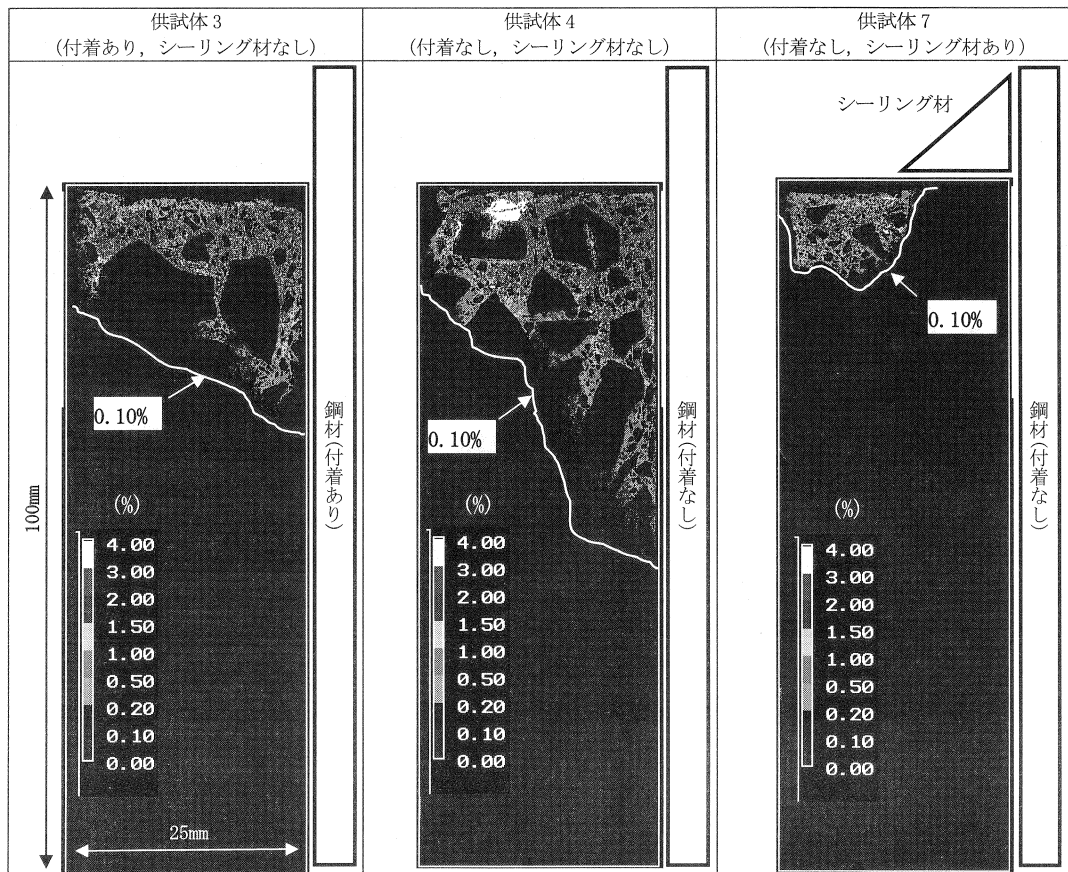 供試体3
(付着あり, シーリング材なし)
供試体4
(付着なし, シーリング材なし)
供試体7
(付着なし, シーリング材あり)
100mm
0.10%
(%)
4.00
3.00
2.00
1.50
1.00
0.50
0.20
0.10
0.00
25mm
鋼材(付着あり)
0.10%
(%)
4.00
3.00
2.00
1.50
1.00
0.50
0.20
0.10
0.00
鋼材(付着なし)
シーリング材
0.10%
(%)
4.00
3.00
2.00
1.50
1.00
0.50
0.20
0.10
0.00
鋼材(付着なし)